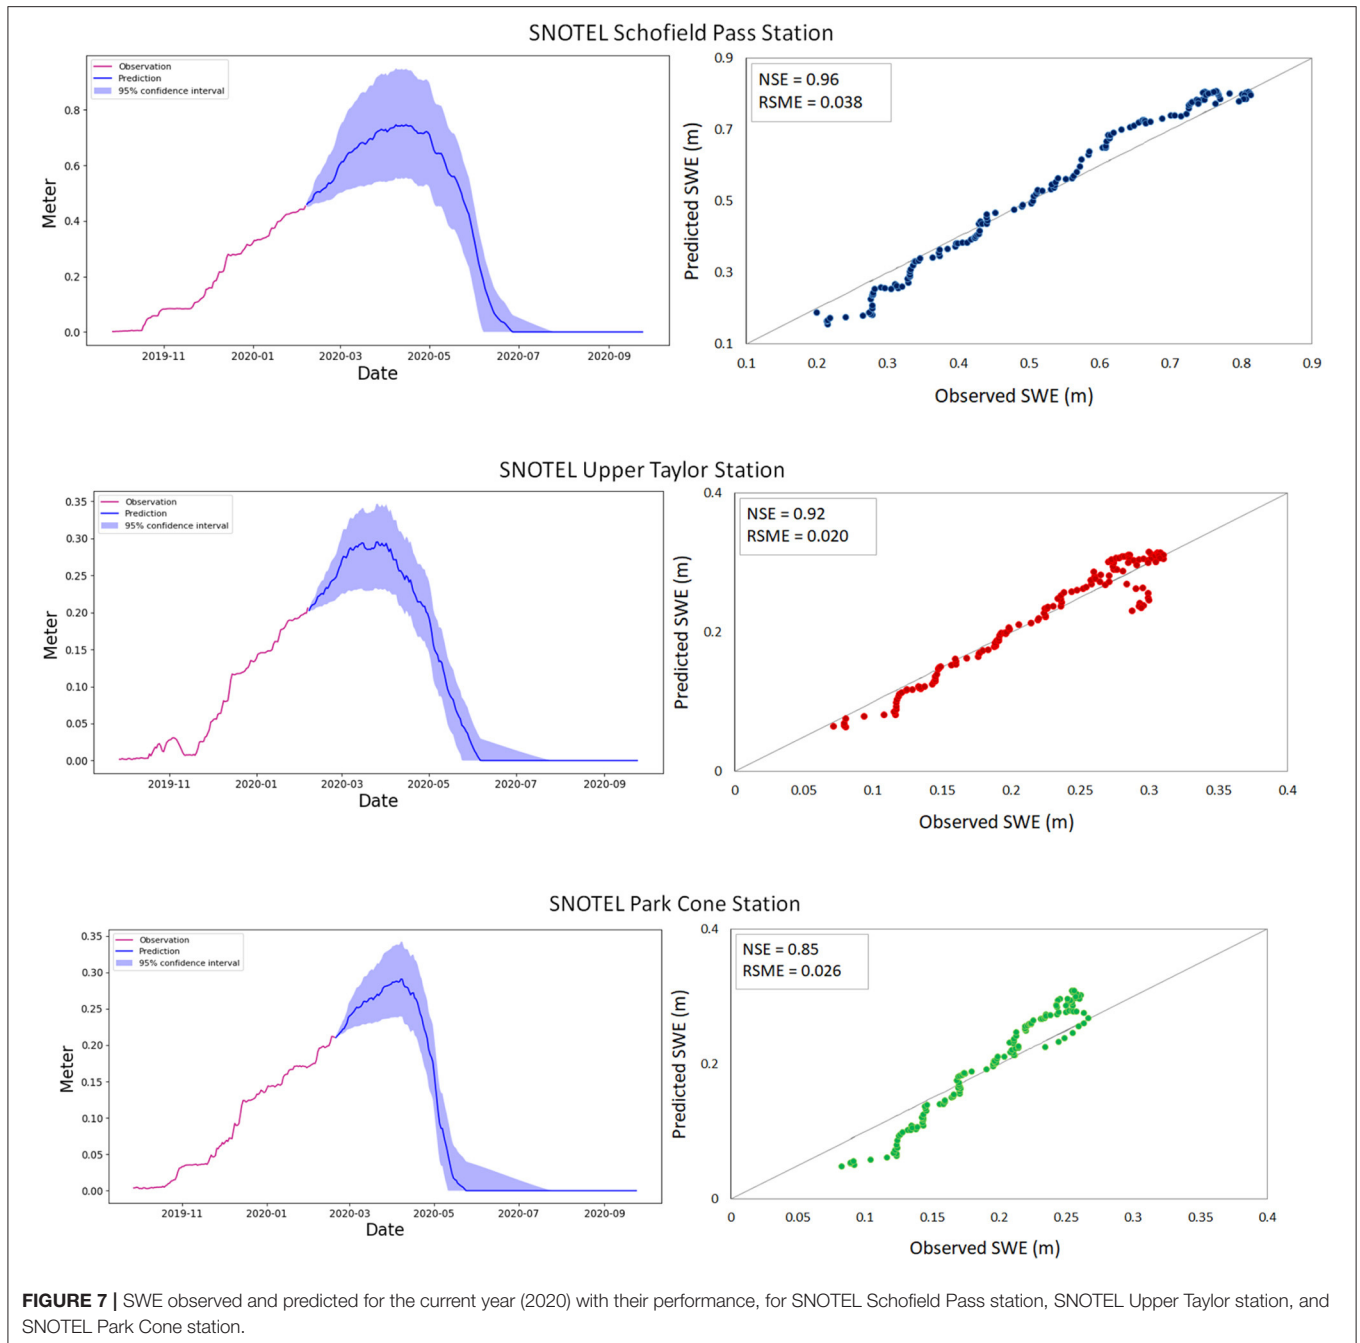 SNOTEL Schofield Pass Station
Observation
Prediction
95% confidence interval
0.8
0.6
0.4
0.2
0.0
Meter
2019-11 2020-01 2020-03 2020-05 2020-07 2020-09
Date
NSE = 0.96
RSME = 0.038
0.9
0.7
0.5
0.3
0.1
Predicted SWE (m)
0.1 0.2 0.3 0.4 0.5 0.6 0.7 0.8 0.9
Observed SWE (m)
SNOTEL Upper Taylor Station
Observation
Prediction
95% confidence interval
0.35
0.30
0.25
0.20
0.15
0.10
0.05
0.00
Meter
2019-11 2020-01 2020-03 2020-05 2020-07 2020-09
Date
NSE = 0.92
RSME = 0.020
0.4
0.2
0
Predicted SWE (m)
0 0.05 0.1 0.15 0.2 0.25 0.3 0.35 0.4
Observed SWE (m)
SNOTEL Park Cone Station
Observation
Prediction
95% confidence interval
0.35
0.30
0.25
0.20
0.15
0.10
0.05
0.00
Meter
2019-11 2020-01 2020-03 2020-05 2020-07 2020-09
Date
NSE = 0.85
RSME = 0.026
0.4
0.2
0
Predicted SWE (m)
0 0.05 0.1 0.15 0.2 0.25 0.3 0.35 0.4
Observed SWE (m)
FIGURE 7 | SWE observed and predicted for the current year (2020) with their performance, for SNOTEL Schofield Pass station, SNOTEL Upper Taylor station, and
SNOTEL Park Cone station.